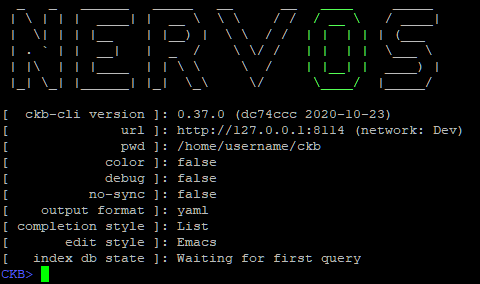 NERVOS
[ ckb-cli version ]: 0.37.0 (dc74ccc 2020-10-23)
[ url ]: http://127.0.0.1:8114 (network: Dev)
[ pwd ]: /home/username/ckb
[ color ]: false
[ debug ]: false
[ no-sync ]: false
[ output format ]: yaml
[ completion style ]: List
[ edit style ]: Emacs
[ index db state ]: Waiting for first query
CKB>